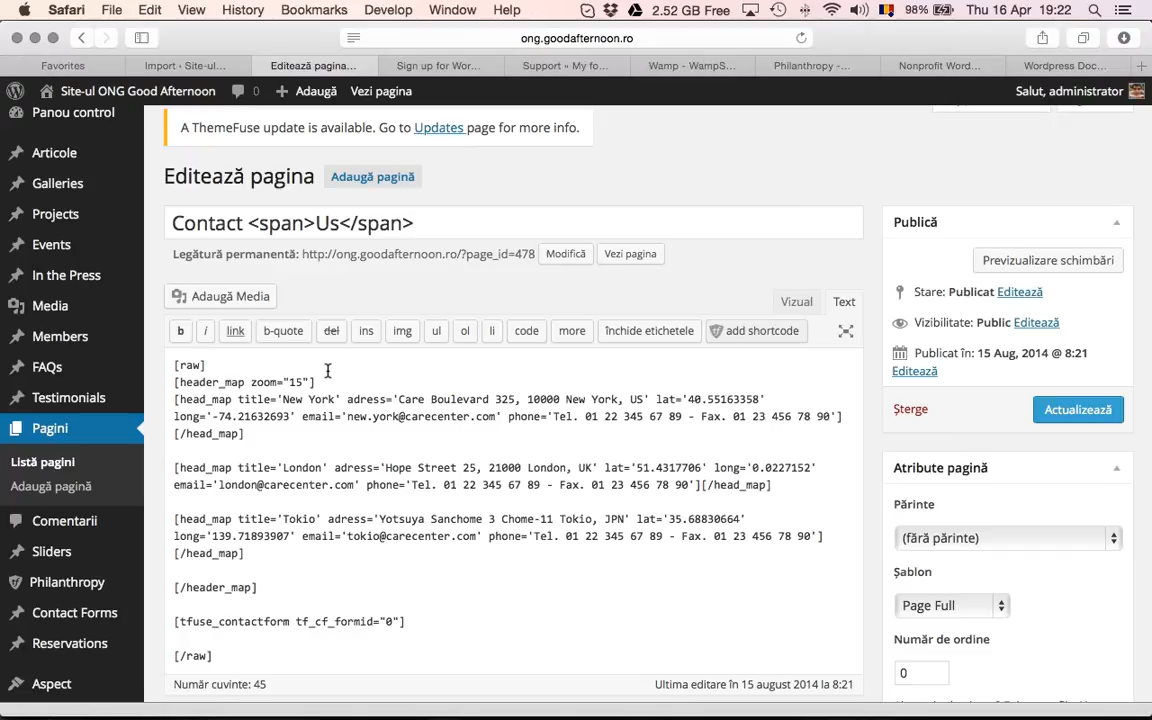 Safari File Edit View History Bookmarks Develop Window Help 2.52 GB Free 98% Thu 16 Apr 19:22
ong.goodafternoon.ro
Favorites Import ‹ Site-ul... Editează pagina... Sign up for Wor... Support « My fo... Wamp - WampS... Philanthropy -... Nonprofit Word... Wordpress Doc...
Site-ul ONG Good Afternoon 0 Adaugă Vezi pagina Salut, administrator
Panou control
Articole
Galleries
Projects
Events
In the Press
Media
Members
FAQs
Testimonials
Pagini
Listă pagini
Adaugă pagină
Comentarii
Sliders
Philanthropy
Contact Forms
Reservations
Aspect
A ThemeFuse update is available. Go to Updates page for more info.
Editează pagina Adaugă pagină
Contact <span>Us</span>
Legătură permanentă: http://ong.goodafternoon.ro/?page_id=478 Modifică Vezi pagina
Adaugă Media Vizual Text
b i link b-quote del ins img ul ol li code more închide etichetele add shortcode
[raw]
[header_map zoom="15"]
[head_map title='New York' adress='Care Boulevard 325, 10000 New York, US' lat='40.55163358'
long='-74.21632693' email='new.york@carecenter.com' phone='Tel. 01 22 345 67 89 - Fax. 01 23 456 78 90']
[/head_map]
[head_map title='London' adress='Hope Street 25, 21000 London, UK' lat='51.4317706' long='0.0227152'
email='london@carecenter.com' phone='Tel. 01 22 345 67 89 - Fax. 01 23 456 78 90'][/head_map]
[head_map title='Tokio' adress='Yotsuya Sanchome 3 Chome-11 Tokio, JPN' lat='35.68830664'
long='139.71893907' email='tokio@carecenter.com' phone='Tel. 01 22 345 67 89 - Fax. 01 23 456 78 90']
[/head_map]
[/header_map]
[tfuse_contactform tf_cf_formid="0"]
[/raw]
Număr cuvinte: 45 Ultima editare în 15 august 2014 la 8:21
Publică
Previzualizare schimbări
Stare: Publicat Editează
Vizibilitate: Public Editează
Publicat în: 15 Aug, 2014 @ 8:21
Editează
Șterge Actualizează
Atribute pagină
Părinte
(fără părinte)
Șablon
Page Full
Număr de ordine
0